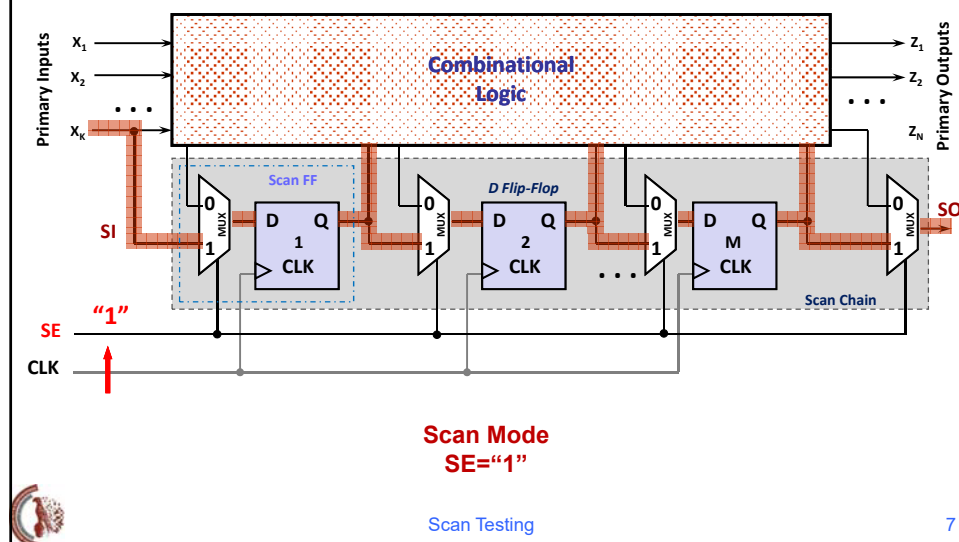 Primary Inputs
X1
X2
. . .
XK
Combinational
Logic
Z1
Z2
. . .
ZN
Primary Outputs
Scan FF
D Flip-Flop
SI
0
1
MUX
D Q
1
CLK
0
1
MUX
D Q
2
CLK
. . .
0
1
MUX
D Q
M
CLK
0
1
MUX
SO
Scan Chain
SE
“1”
CLK
Scan Mode
SE=“1”
Scan Testing
7